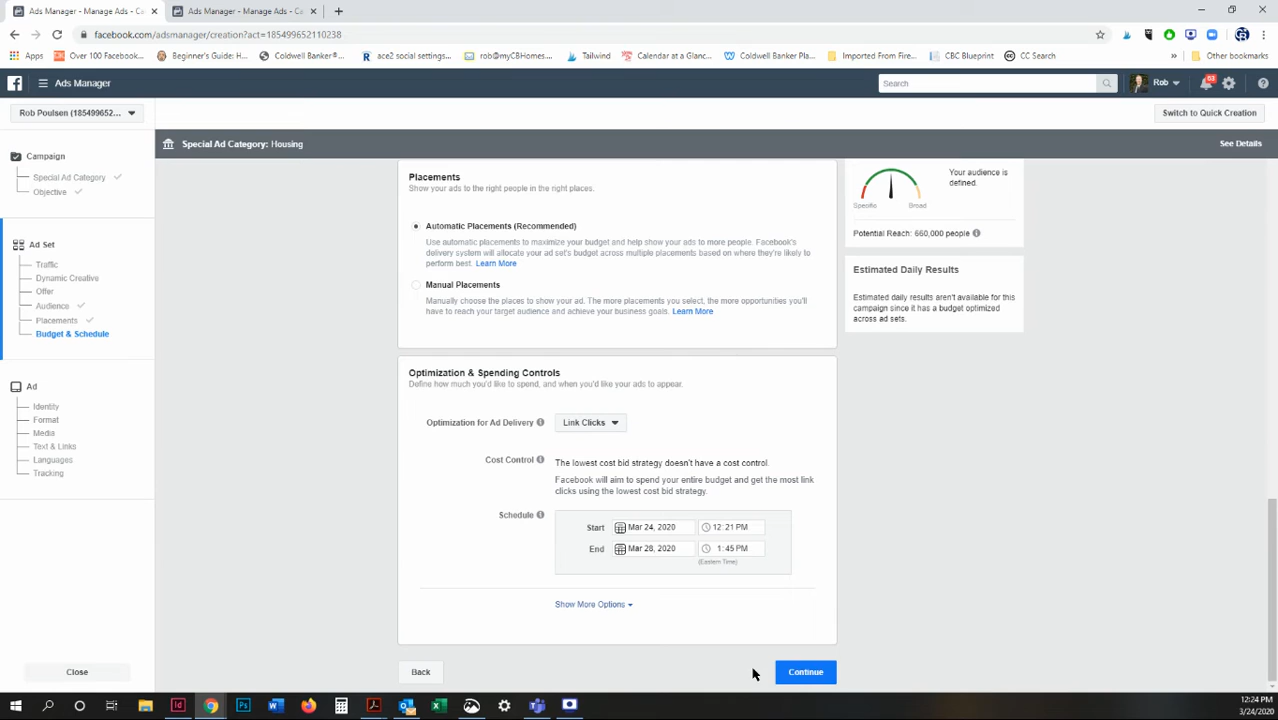 Ads Manager - Manage Ads - Co
Ads Manager - Manage Ads - Co
facebook.com/adsmanager/creation?act=1854999652110238
Apps
Over 100 Facebook...
Beginner's Guide: H...
Coldwell Banker®...
ace2 social settings...
rob@myCBHomes...
Tailwind
Calendar at a Glanc...
Coldwell Banker Pla...
Imported From Fire...
CBC Blueprint
CC Search
»
Other bookmarks
Ads Manager
Search
Rob
63
Rob Poulsen (185499652...
Switch to Quick Creation
Special Ad Category: Housing
See Details
Campaign
Special Ad Category
Objective
Ad Set
Traffic
Dynamic Creative
Offer
Audience
Placements
Budget & Schedule
Ad
Identity
Format
Media
Text & Links
Languages
Tracking
Close
Placements
Show your ads to the right people in the right places.
Automatic Placements (Recommended)
Use automatic placements to maximize your budget and help show your ads to more people. Facebook's
delivery system will allocate your ad set's budget across multiple placements based on where they're likely to
perform best. Learn More
Manual Placements
Manually choose the places to show your ad. The more placements you select, the more opportunities you'll
have to reach your target audience and achieve your business goals. Learn More
Optimization & Spending Controls
Define how much you'd like to spend, and when you'd like your ads to appear.
Optimization for Ad Delivery
Link Clicks
Cost Control
The lowest cost bid strategy doesn't have a cost control.
Facebook will aim to spend your entire budget and get the most link
clicks using the lowest cost bid strategy.
Schedule
Start
Mar 24, 2020
12:21 PM
End
Mar 28, 2020
1:45 PM
(Eastern Time)
Show More Options
Back
Continue
Your audience is
defined.
Specific
Broad
Potential Reach: 660,000 people
Estimated Daily Results
Estimated daily results aren't available for this
campaign since it has a budget optimized
across ad sets.
12:24 PM
3/24/2020